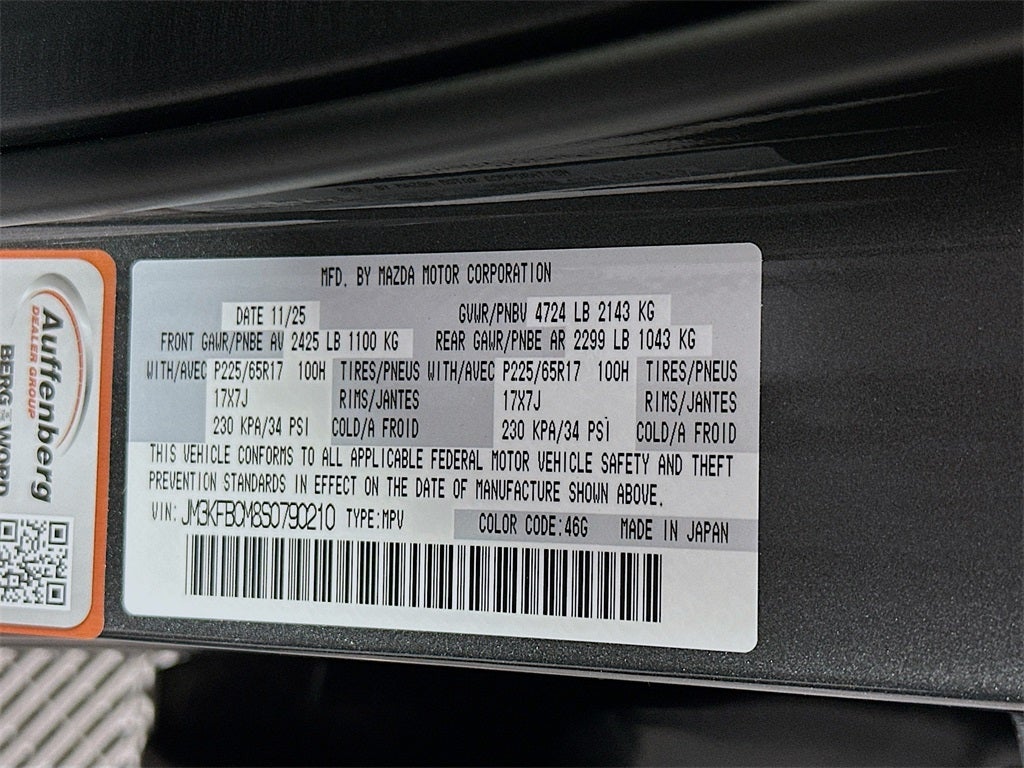 MFD. BY MAZDA MOTOR CORPORATION
DATE 11/25 GVWR/PNBV 4724 LB 2143 KG
FRONT GAWR/PNBE AV 2425 LB 1100 KG REAR GAWR/PNBE AR 2299 LB 1043 KG
WITH/AVEC P225/65R17 100H TIRES/PNEUS WITH/AVEC P225/65R17 100H TIRES/PNEUS
17X7J RIMS/JANTES 17X7J RIMS/JANTES
230 KPA/34 PSI COLD/A FROID 230 KPA/34 PSI COLD/A FROID
THIS VEHICLE CONFORMS TO ALL APPLICABLE FEDERAL MOTOR VEHICLE SAFETY AND THEFT
PREVENTION STANDARDS IN EFFECT ON THE DATE OF MANUFACTURE SHOWN ABOVE.
VIN: JM3KFBCM8S0790210 TYPE:MPV COLOR CODE:46G MADE IN JAPAN
Auffenberg
DEALER GROUP